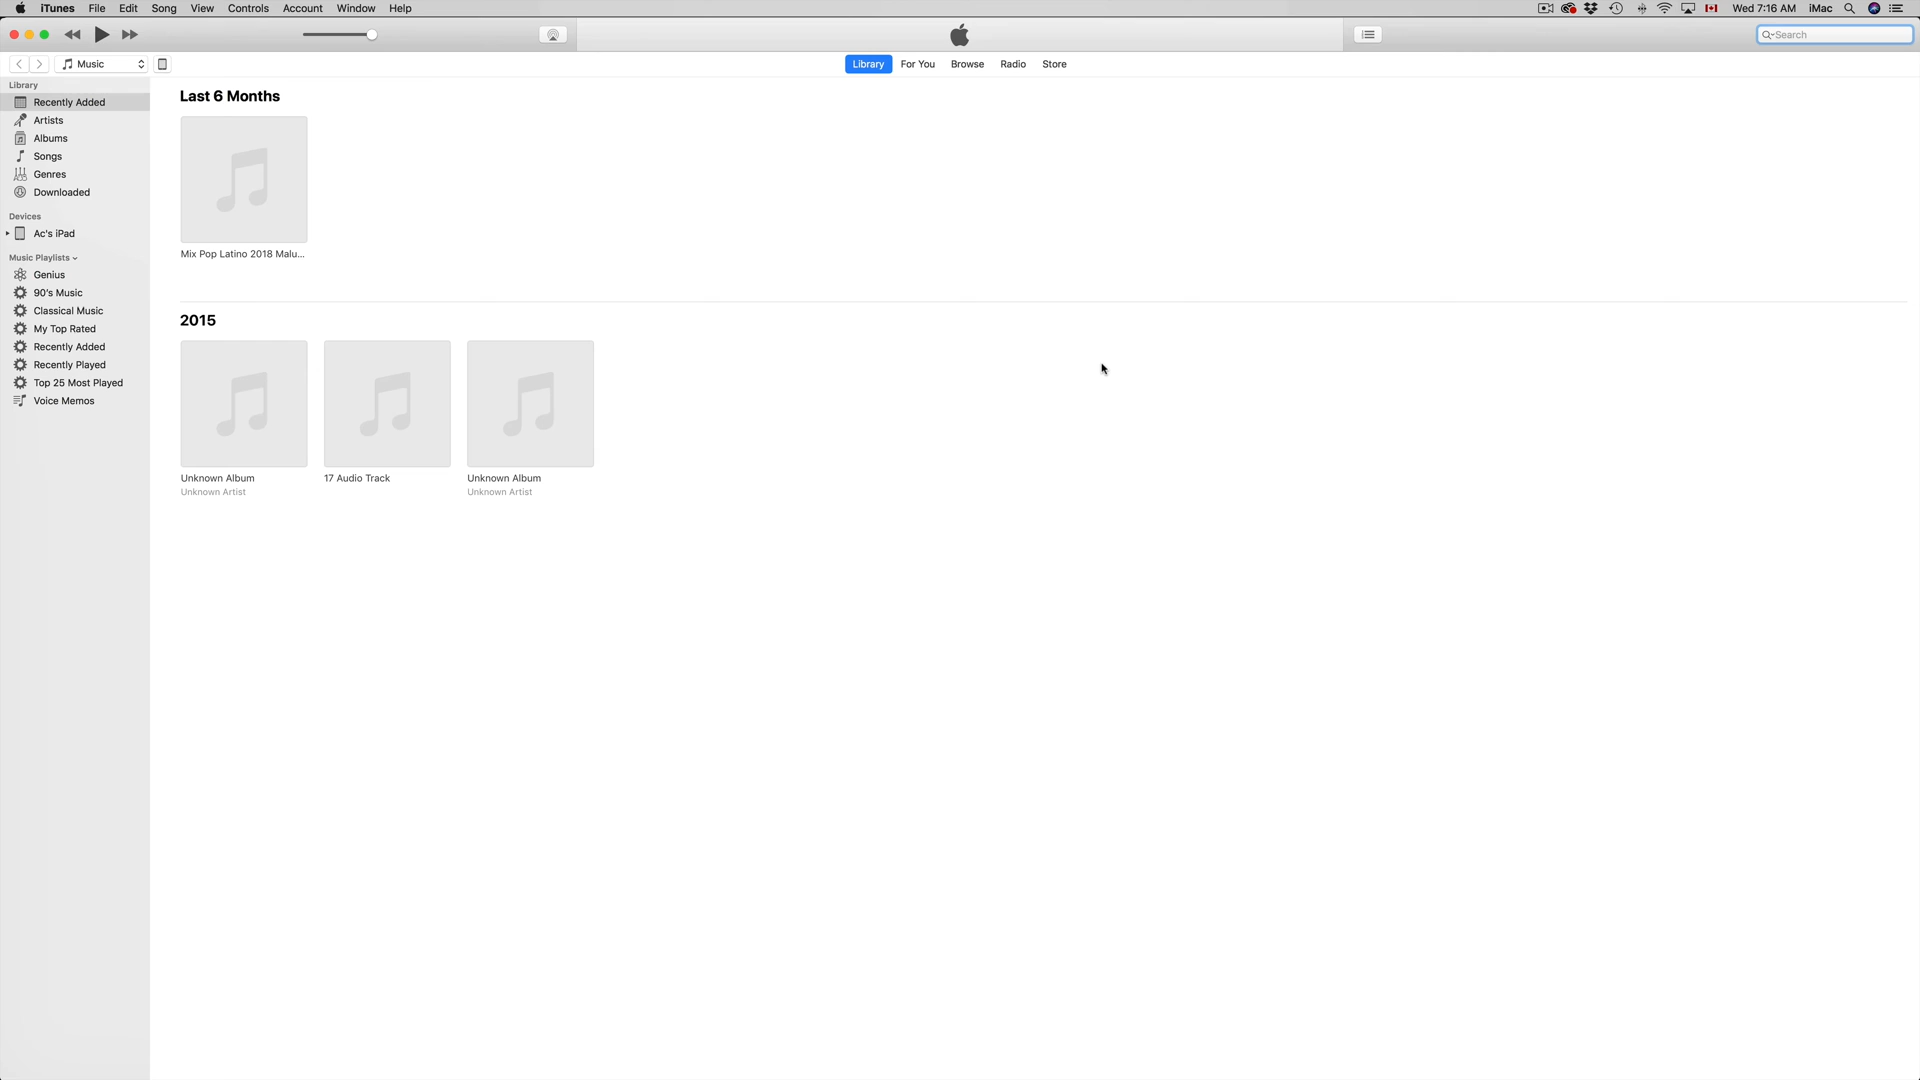 iTunes File Edit Song View Controls Account Window Help Wed 7:16 AM iMac
Search
Music Library For You Browse Radio Store
Library
Recently Added
Artists
Albums
Songs
Genres
Downloaded
Devices
Ac's iPad
Music Playlists
Genius
90's Music
Classical Music
My Top Rated
Recently Added
Recently Played
Top 25 Most Played
Voice Memos
Last 6 Months
Mix Pop Latino 2018 Malu...
2015
Unknown Album
Unknown Artist
17 Audio Track
Unknown Album
Unknown Artist